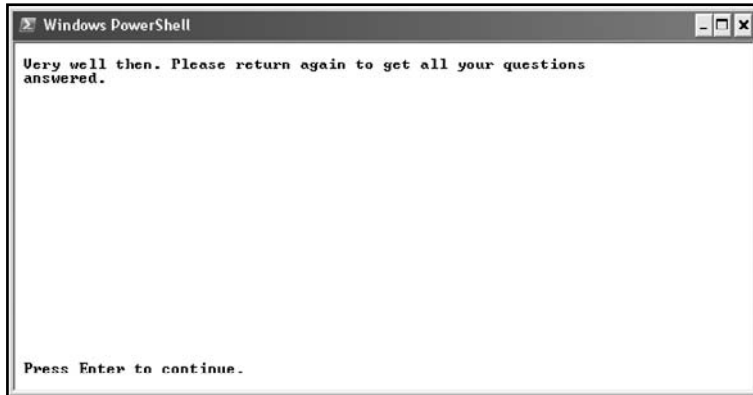 Windows PowerShell
Very well then. Please return again to get all your questions
answered.
Press Enter to continue.